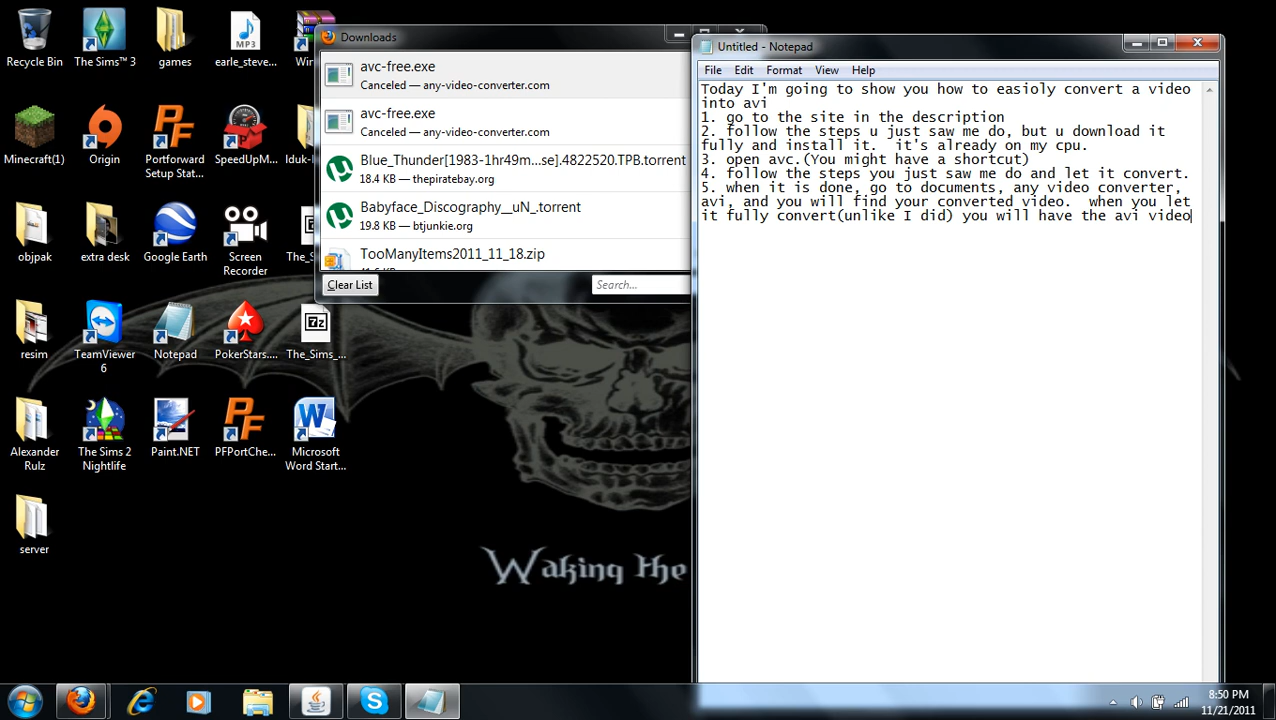 Recycle Bin
The Sims™ 3
games
MP3
earle_steve...
Win
Minecraft(1)
Origin
Portforward
Setup Stat...
SpeedUpM...
iduk-
objpak
extra desk
Google Earth
Screen
Recorder
The_S
resim
TeamViewer
6
Notepad
PokerStars....
7z
The_Sims_...
Alexander
Rulz
The Sims 2
Nightlife
Paint.NET
PFPortChe...
Microsoft
Word Start...
server
Downloads
avc-free.exe
Canceled — any-video-converter.com
avc-free.exe
Canceled — any-video-converter.com
Blue_Thunder[1983-1hr49m...se].4822520.TPB.torrent
18.4 KB — thepiratebay.org
Babyface_Discography__uN_.torrent
19.8 KB — btjunkie.org
TooManyItems2011_11_18.zip
Clear List
Search...
Untitled - Notepad
File Edit Format View Help
Today I'm going to show you how to easioly convert a video
into avi
1. go to the site in the description
2. follow the steps u just saw me do, but u download it
fully and install it.  it's already on my cpu.
3. open avc.(You might have a shortcut)
4. follow the steps you just saw me do and let it convert.
5. when it is done, go to documents, any video converter,
avi, and you will find your converted video.  when you let
it fully convert(unlike I did) you will have the avi video
Waking the
8:50 PM
11/21/2011